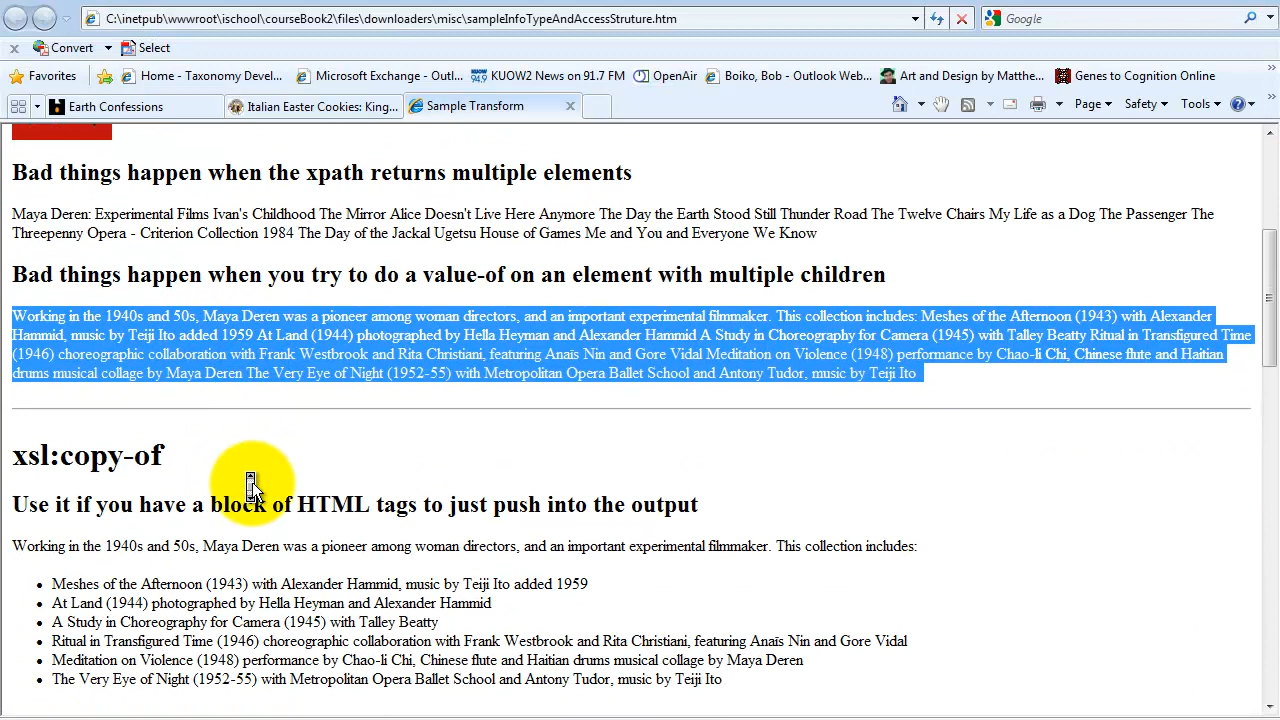 C:\inetpub\wwwroot\ischool\courseBook2\files\downloaders\misc\sampleInfoTypeAndAccessStruture.htm
Google
x Convert Select
Favorites Home - Taxonomy Devel... Microsoft Exchange - Outl... KUOW2 News on 91.7 FM OpenAir Boiko, Bob - Outlook Web... Art and Design by Matthe... Genes to Cognition Online
Earth Confessions Italian Easter Cookies: King... Sample Transform Page Safety Tools
Bad things happen when the xpath returns multiple elements
Maya Deren: Experimental Films Ivan's Childhood The Mirror Alice Doesn't Live Here Anymore The Day the Earth Stood Still Thunder Road The Twelve Chairs My Life as a Dog The Passenger The
Threepenny Opera - Criterion Collection 1984 The Day of the Jackal Ugetsu House of Games Me and You and Everyone We Know
Bad things happen when you try to do a value-of on an element with multiple children
Working in the 1940s and 50s, Maya Deren was a pioneer among woman directors, and an important experimental filmmaker. This collection includes: Meshes of the Afternoon (1943) with Alexander
Hammid, music by Teiji Ito added 1959 At Land (1944) photographed by Hella Heyman and Alexander Hammid A Study in Choreography for Camera (1945) with Talley Beatty Ritual in Transfigured Time
(1946) choreographic collaboration with Frank Westbrook and Rita Christiani, featuring Anaïs Nin and Gore Vidal Meditation on Violence (1948) performance by Chao-li Chi, Chinese flute and Haitian
drums musical collage by Maya Deren The Very Eye of Night (1952-55) with Metropolitan Opera Ballet School and Antony Tudor, music by Teiji Ito
xsl:copy-of
Use it if you have a block of HTML tags to just push into the output
Working in the 1940s and 50s, Maya Deren was a pioneer among woman directors, and an important experimental filmmaker. This collection includes:
Meshes of the Afternoon (1943) with Alexander Hammid, music by Teiji Ito added 1959
At Land (1944) photographed by Hella Heyman and Alexander Hammid
A Study in Choreography for Camera (1945) with Talley Beatty
Ritual in Transfigured Time (1946) choreographic collaboration with Frank Westbrook and Rita Christiani, featuring Anaïs Nin and Gore Vidal
Meditation on Violence (1948) performance by Chao-li Chi, Chinese flute and Haitian drums musical collage by Maya Deren
The Very Eye of Night (1952-55) with Metropolitan Opera Ballet School and Antony Tudor, music by Teiji Ito